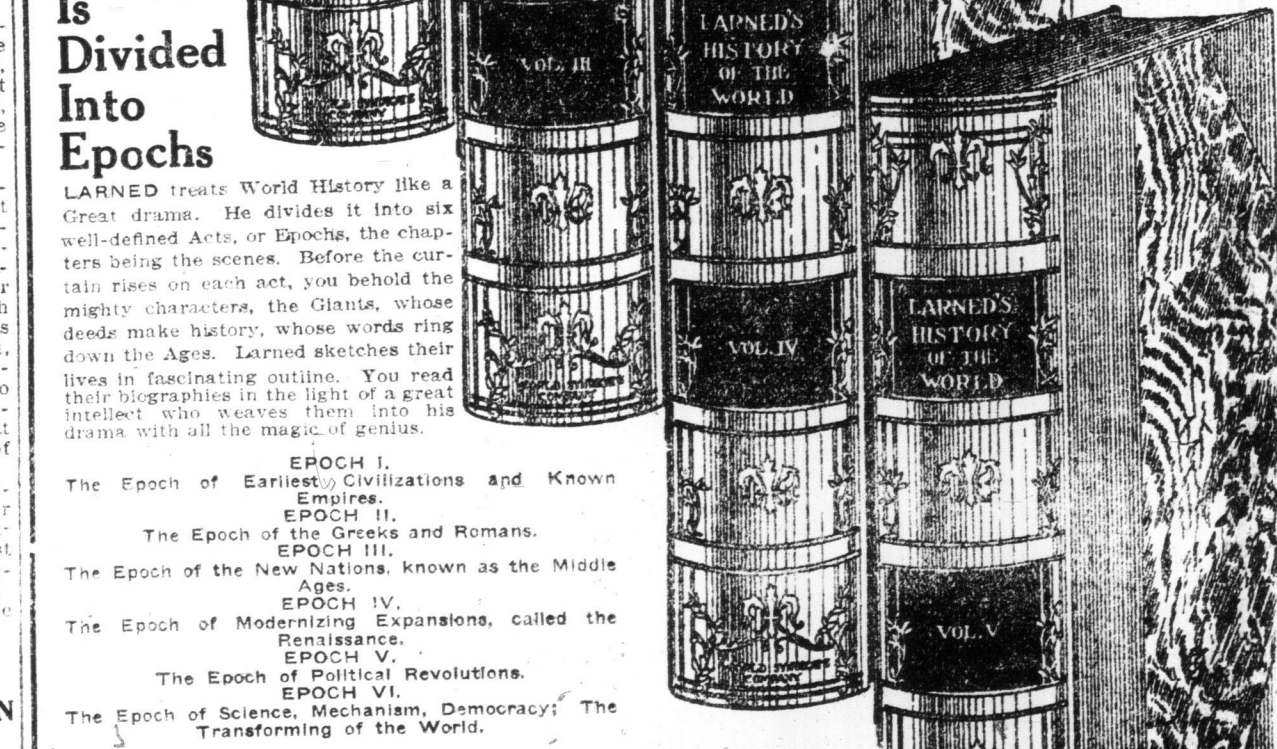 Is
Divided
Into
Epochs
LARNED treats World History like a
Great drama. He divides it into six
well-defined Acts, or Epochs, the chap-
ters being the scenes. Before the cur-
tain rises on each act, you behold the
mighty characters, the Giants, whose
deeds make history, whose words ring
down the Ages. Larned sketches their
lives in fascinating outline. You read
their biographies in the light of a great
intellect who weaves them into his
drama with all the magic of genius.
EPOCH I.
The Epoch of Earliest Civilizations and Known
Empires.
EPOCH II.
The Epoch of the Greeks and Romans.
EPOCH III.
The Epoch of the New Nations, known as the Middle
Ages.
EPOCH IV.
The Epoch of Modernizing Expansions, called the
Renaissance.
EPOCH V.
The Epoch of Political Revolutions.
EPOCH VI.
The Epoch of Science, Mechanism, Democracy; The
Transforming of the World.
COMPANY
VOL. III
COMPANY
LARNED'S
HISTORY
OF THE
WORLD
VOL. IV
COMPANY
LARNED'S
HISTORY
OF THE
WORLD
VOL. V
N